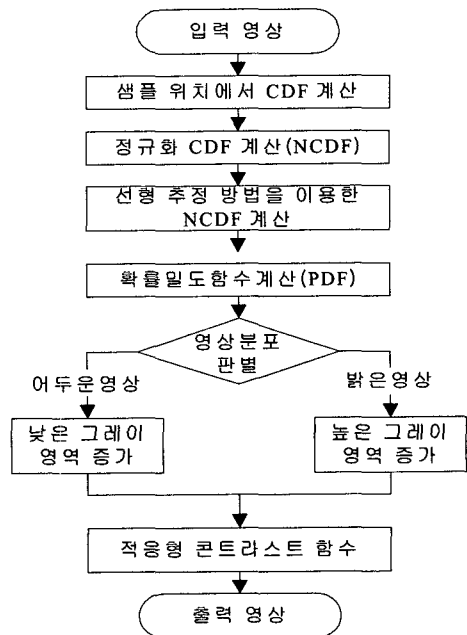 입력 영상
샘플 위치에서 CDF 계산
정규화 CDF 계산(NCDF)
선형 추정 방법을 이용한
NCDF 계산
확률밀도함수계산(PDF)
영상분포
판별
어두운영상
밝은영상
낮은 그레이
영역 증가
높은 그레이
영역 증가
적응형 콘트라스트 함수
출력 영상